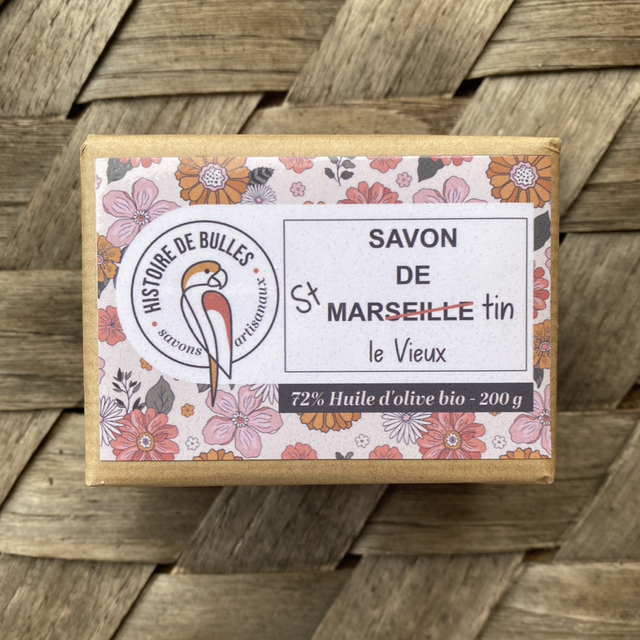 HISTOIRE DE BULLES
• savons artisanaux •
SAVON
DE
St MARSEILLE tin
le Vieux
72% Huile d'olive bio - 200 g